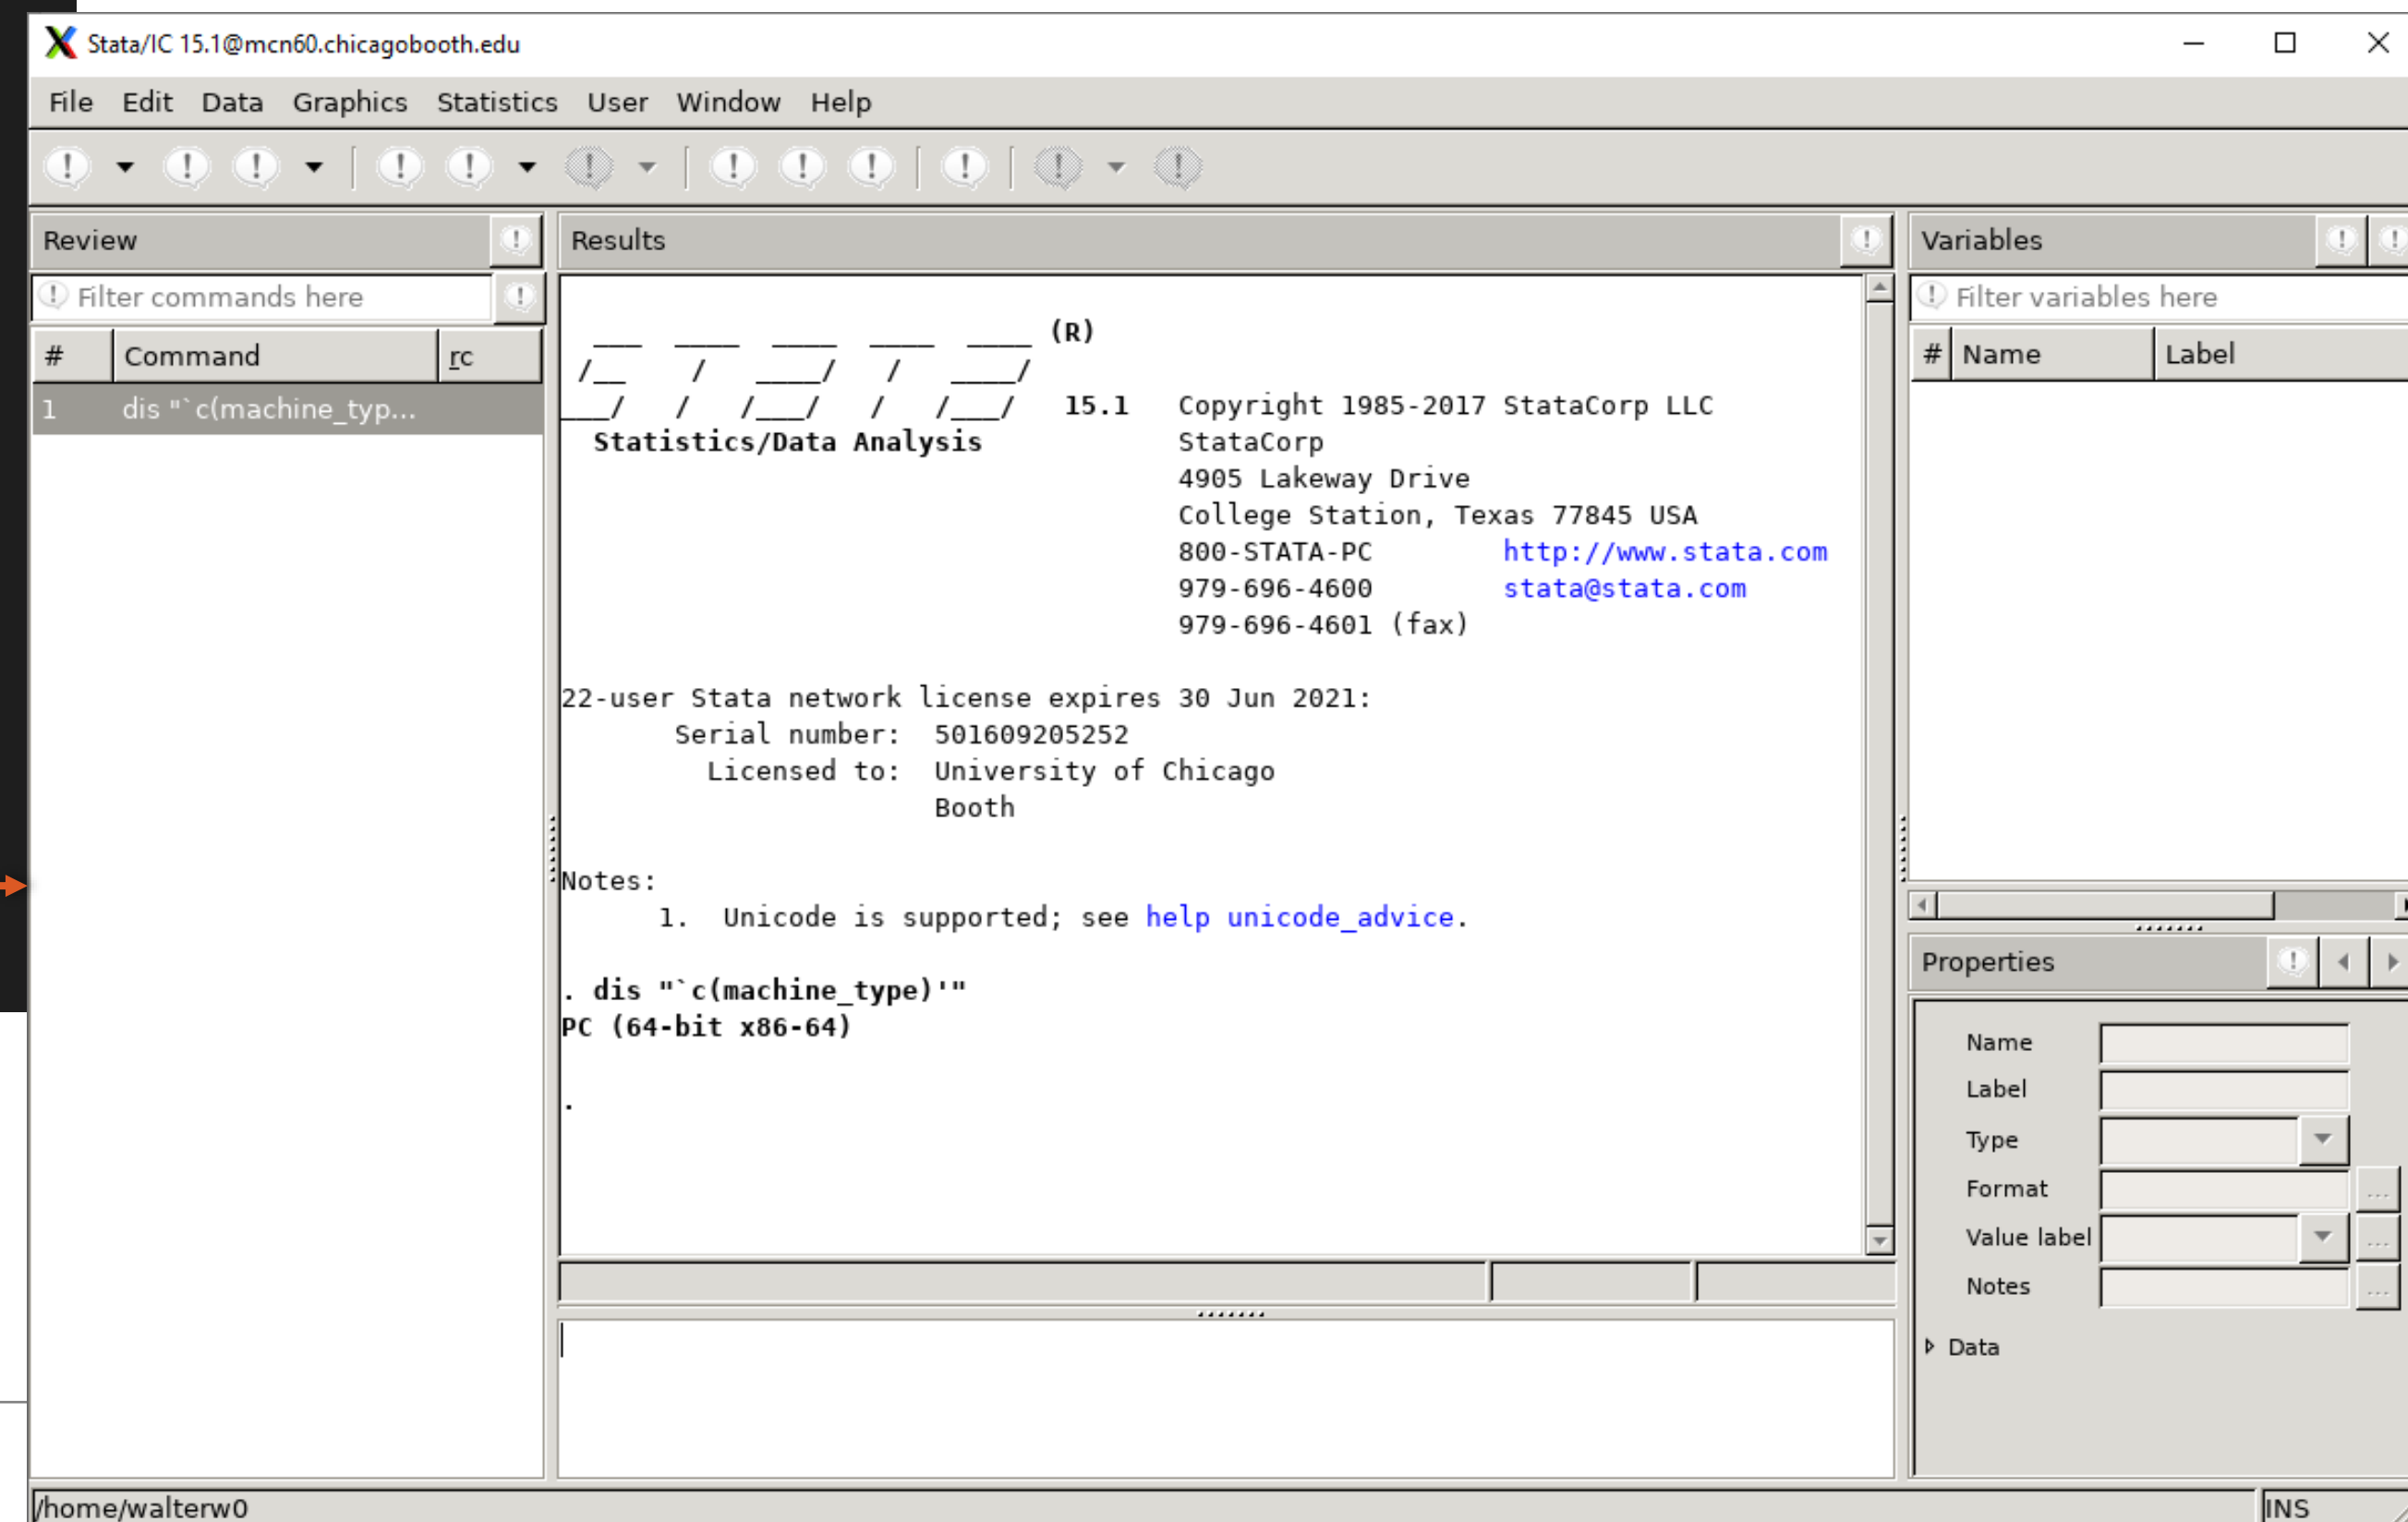 Stata/IC 15.1@mcn60.chicagobooth.edu
File Edit Data Graphics Statistics User Window Help
Review
Filter commands here
# Command rc
1 dis "`c(machine_typ...
Results
(R)
15.1 Copyright 1985-2017 StataCorp LLC
Statistics/Data Analysis StataCorp
4905 Lakeway Drive
College Station, Texas 77845 USA
800-STATA-PC http://www.stata.com
979-696-4600 stata@stata.com
979-696-4601 (fax)
22-user Stata network license expires 30 Jun 2021:
Serial number: 501609205252
Licensed to: University of Chicago
Booth
Notes:
1. Unicode is supported; see help unicode_advice.
. dis "`c(machine_type)'"
PC (64-bit x86-64)
.
Variables
Filter variables here
# Name Label
Properties
Name
Label
Type
Format
...
Value label
...
Notes
...
Data
/home/walterw0
INS